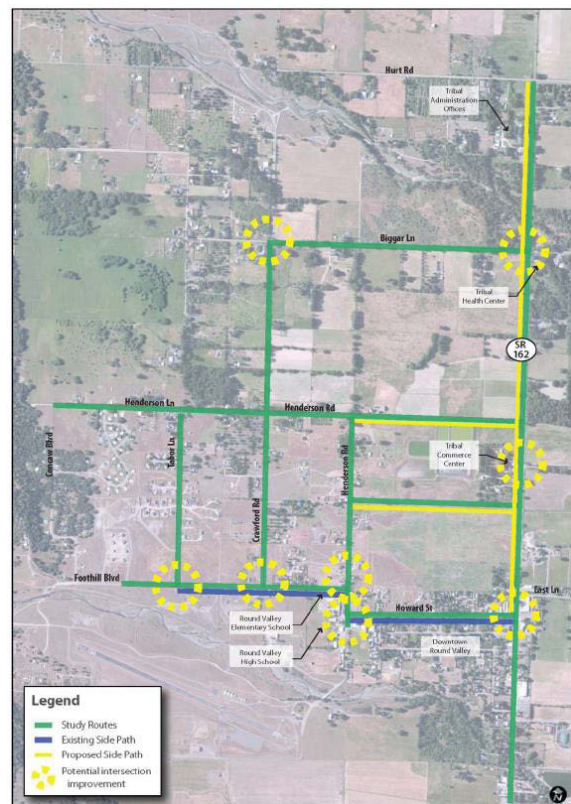 Hurt Rd
Tribal
Administration
Offices
Biggar Ln
Tribal
Health Center
SR
162
Henderson Ln
Henderson Rd
Concow Blvd
Tabor Ln
Crawford Rd
Henderson Rd
Tribal
Commerce
Center
Foothill Blvd
East Ln
Howard St
Round Valley
Elementary School
Round Valley
High School
Downtown
Round Valley
Legend
Study Routes
Existing Side Path
Proposed Side Path
Potential intersection
improvement
N